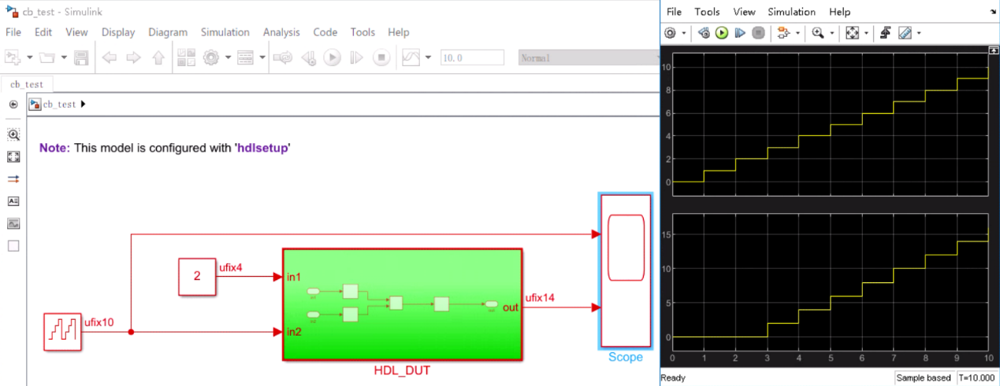 cb_test - Simulink
File Edit View Display Diagram Simulation Analysis Code Tools Help
10.0 Normal
cb_test
cb_test
Note: This model is configured with 'hdlsetup'
2
ufix4
ufix10
in1
in2
out
ufix14
HDL_DUT
Scope
File Tools View Simulation Help
10
8
6
4
2
0
15
10
5
0
0 1 2 3 4 5 6 7 8 9 10
Ready Sample based T=10.000